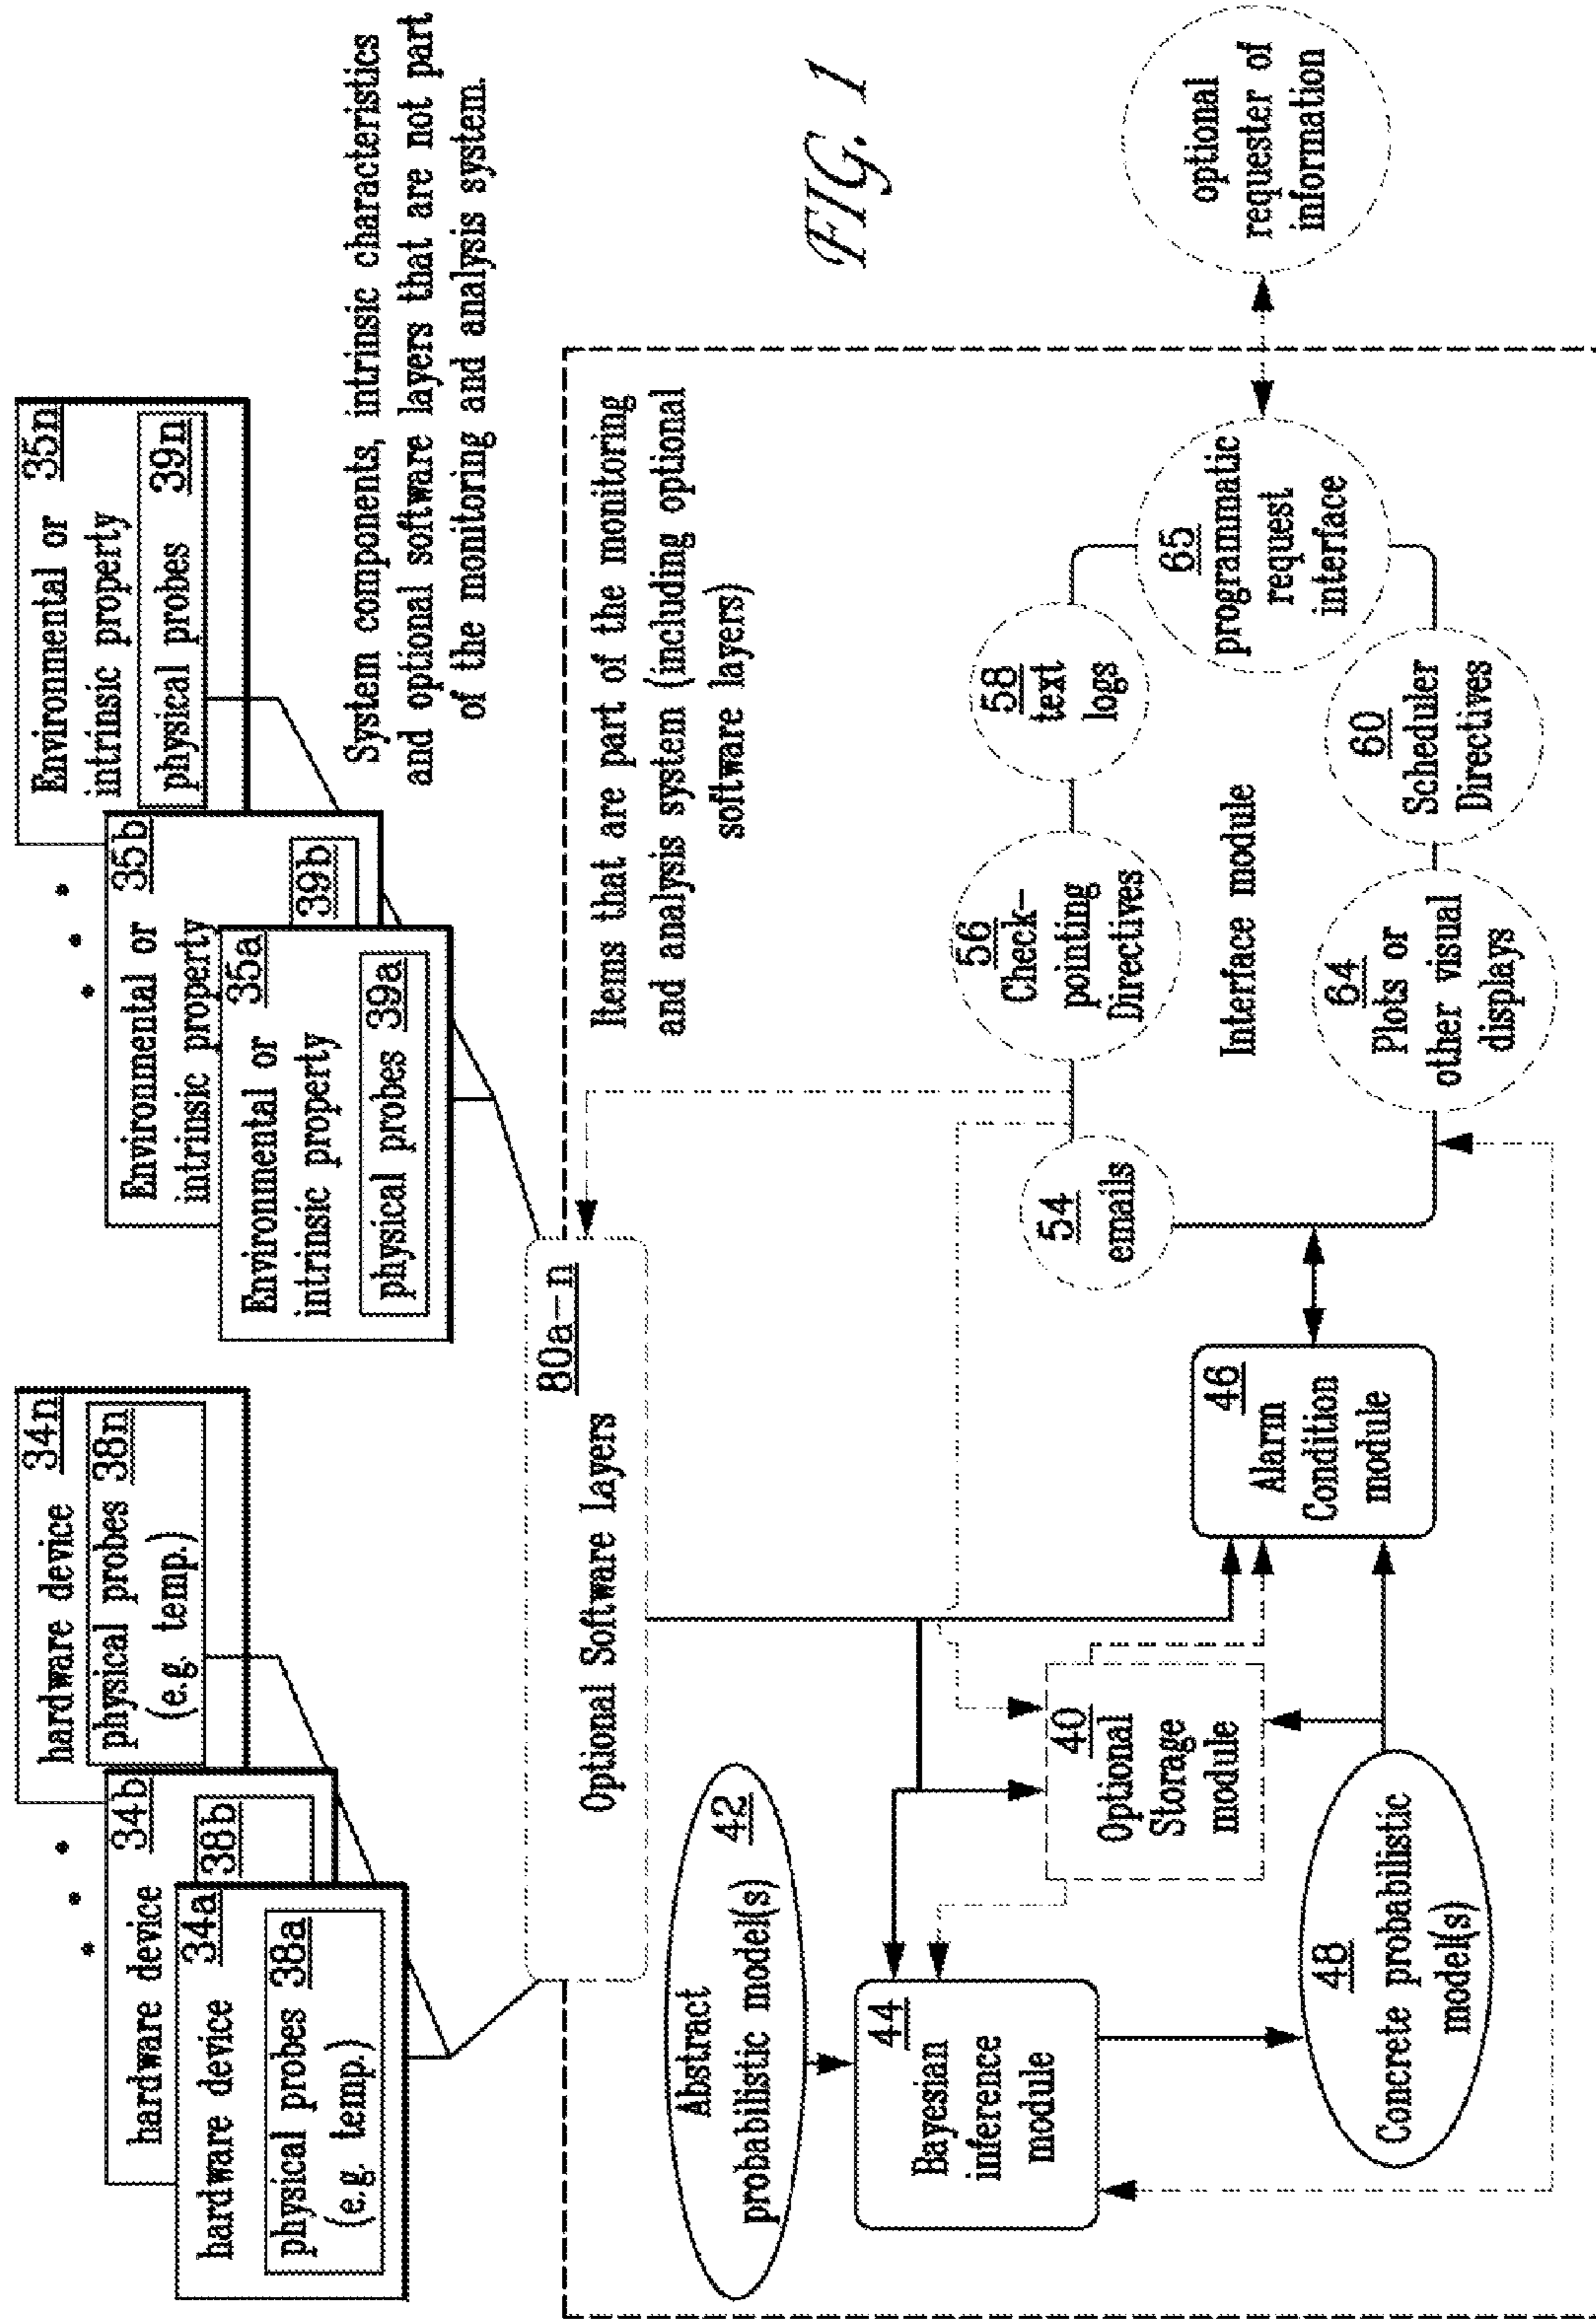 hardware device 34n
physical probes 38n
(e.g. temp.)
hardware device 34b
38b
hardware device 34a
physical probes 38a
(e.g. temp.)
Environmental or 35n
intrinsic property
physical probes 39n
Environmental or 35b
intrinsic property
39b
Environmental or 35a
intrinsic property
physical probes 39a
System components, intrinsic characteristics
and optional software layers that are not part
of the monitoring and analysis system.
80a-n
Optional Software Layers
Items that are part of the monitoring
and analysis system (including optional
software layers)
FIG. 1
Abstract
probabilistic model(s) 42
44
Bayesian
inference
module
40
Optional
Storage
module
48
Concrete probabilistic
model(s)
46
Alarm
Condition
module
54
emails
56
Check-
pointing
Directives
58
text
logs
Interface module
64
Plots or
other visual
displays
60
Scheduler
Directives
65
programmatic
request
interface
optional
requester of
information